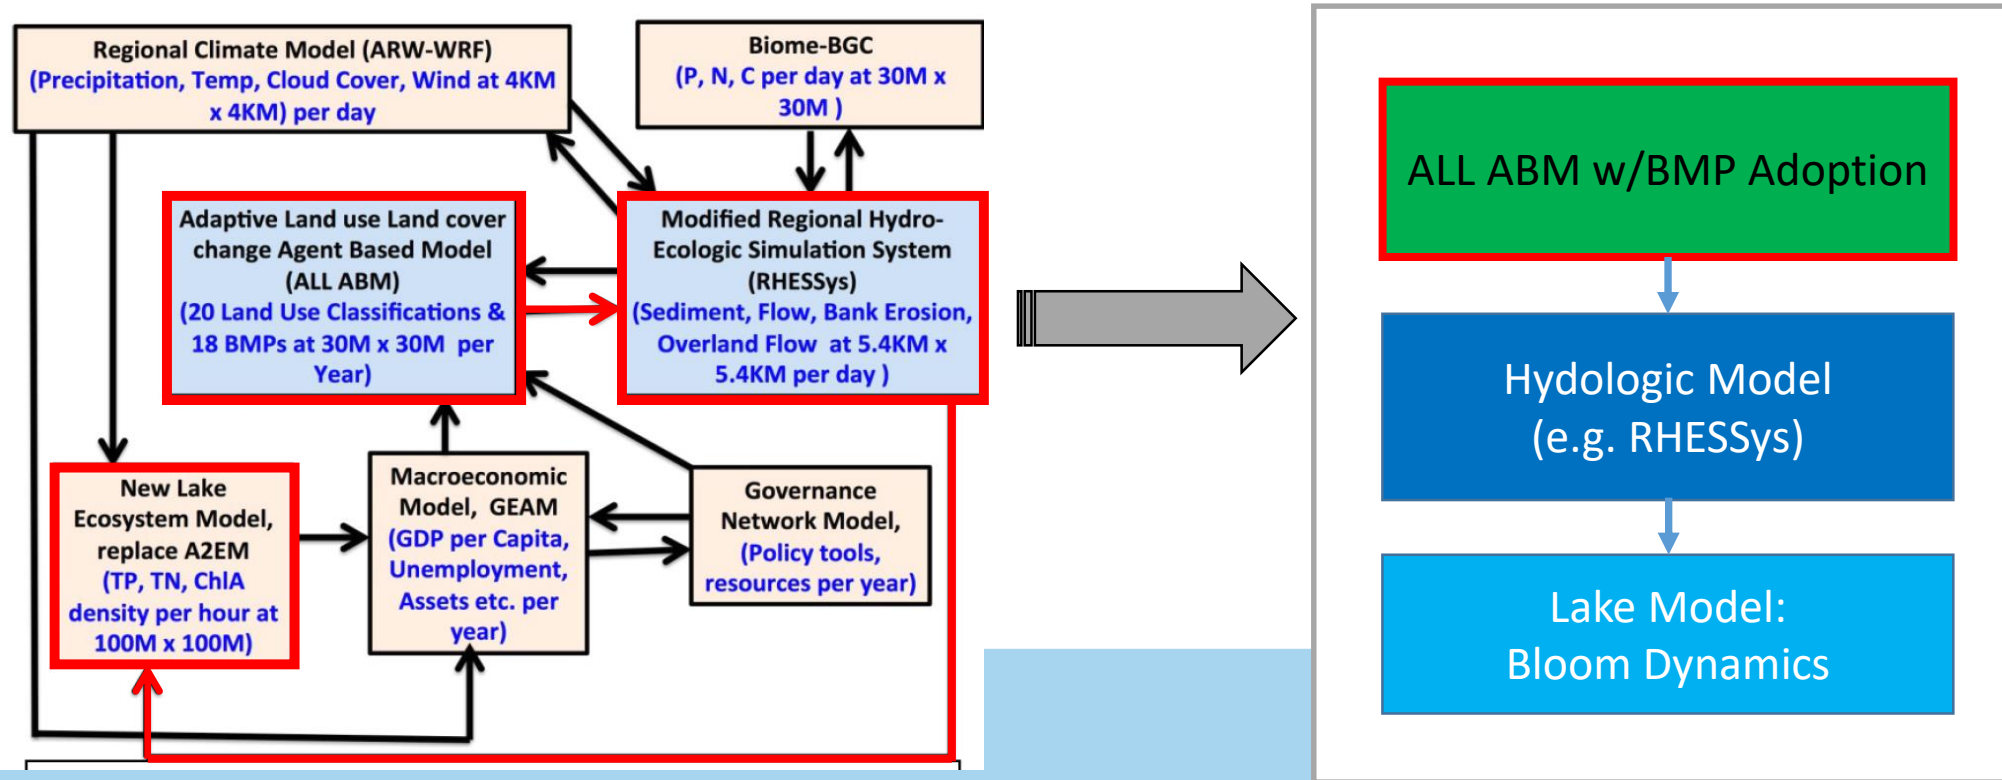 Regional Climate Model (ARW-WRF)
(Precipitation, Temp, Cloud Cover, Wind at 4KM
x 4KM) per day
Biome-BGC
(P, N, C per day at 30M x
30M )
Adaptive Land use Land cover
change Agent Based Model
(ALL ABM)
(20 Land Use Classifications &
18 BMPs at 30M x 30M per
Year)
Modified Regional Hydro-
Ecologic Simulation System
(RHESSys)
(Sediment, Flow, Bank Erosion,
Overland Flow at 5.4KM x
5.4KM per day )
New Lake
Ecosystem Model,
replace A2EM
(TP, TN, ChlA
density per hour at
100M x 100M)
Macroeconomic
Model, GEAM
(GDP per Capita,
Unemployment,
Assets etc. per
year)
Governance
Network Model,
(Policy tools,
resources per year)
ALL ABM w/BMP Adoption
Hydologic Model
(e.g. RHESSys)
Lake Model:
Bloom Dynamics